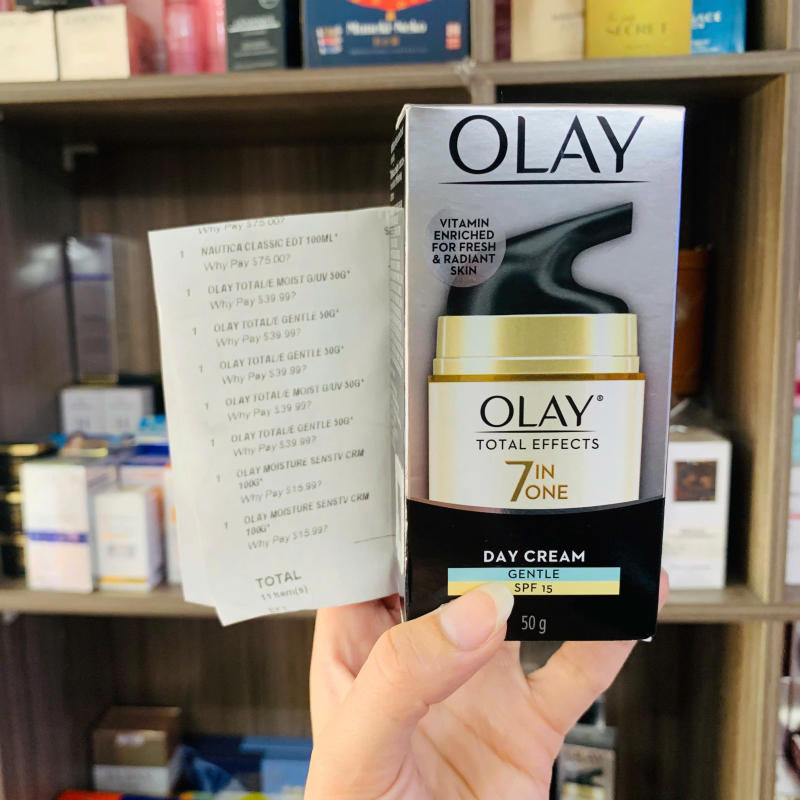 Maneki Neko
SECRET
Why Pay $75.00?
1 NAUTICA CLASSIC EDT 100ML*
Why Pay $75.00?
1 OLAY TOTAL/E MOIST G/UV 50G*
Why Pay $39.99?
1 OLAY TOTAL/E GENTLE 50G*
Why Pay $39.99?
1 OLAY TOTAL/E GENTLE 50G*
Why Pay $39.99?
1 OLAY TOTAL/E MOIST G/UV 50G*
Why Pay $39.99?
1 OLAY TOTAL/E GENTLE 50G*
Why Pay $39.99?
1 OLAY MOISTURE SENSTV CRM
100G*
Why Pay $15.99?
1 OLAY MOISTURE SENSTV CRM
100G*
Why Pay $15.99?
TOTAL
11 Item(s)
OLAY
VITAMIN
ENRICHED
FOR FRESH
& RADIANT
SKIN
OLAY®
TOTAL EFFECTS
7 IN
ONE
DAY CREAM
GENTLE
SPF 15
50 g